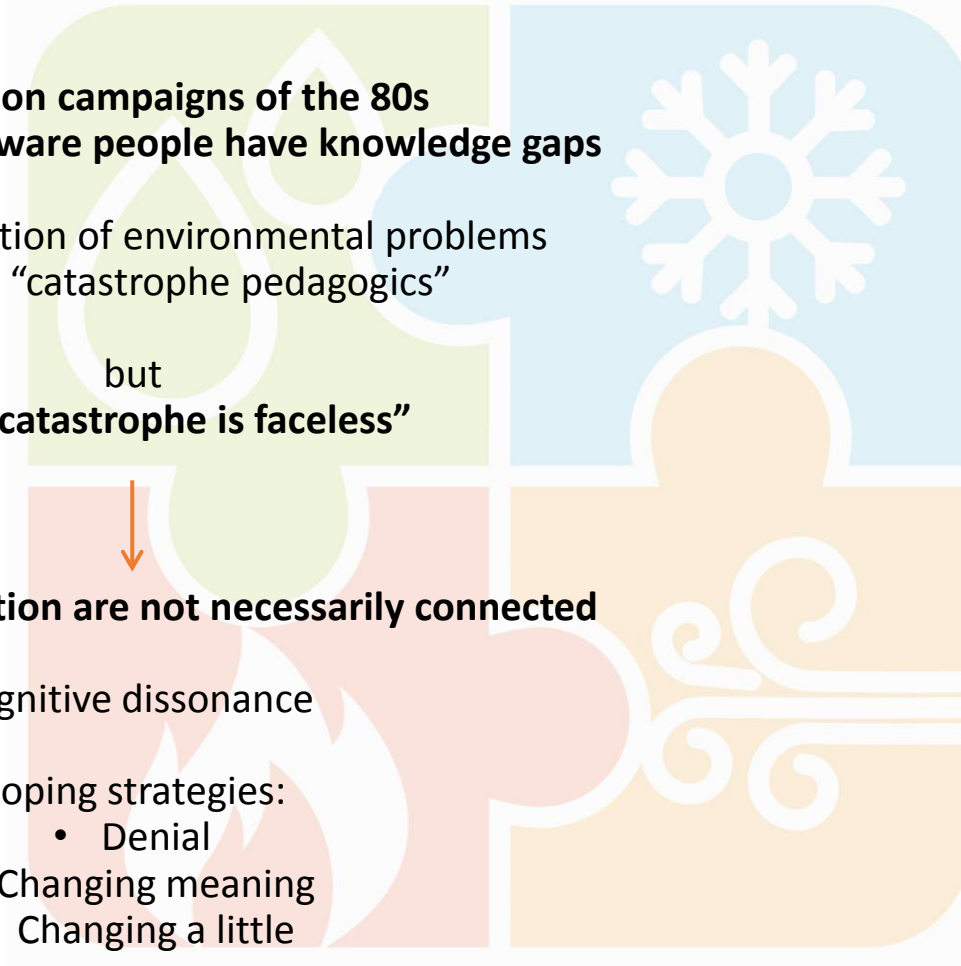 on campaigns of the 80s
ware people have knowledge gaps
tion of environmental problems
“catastrophe pedagogics”
but
catastrophe is faceless”
tion are not necessarily connected
gnitive dissonance
oping strategies:
• Denial
Changing meaning
Changing a little